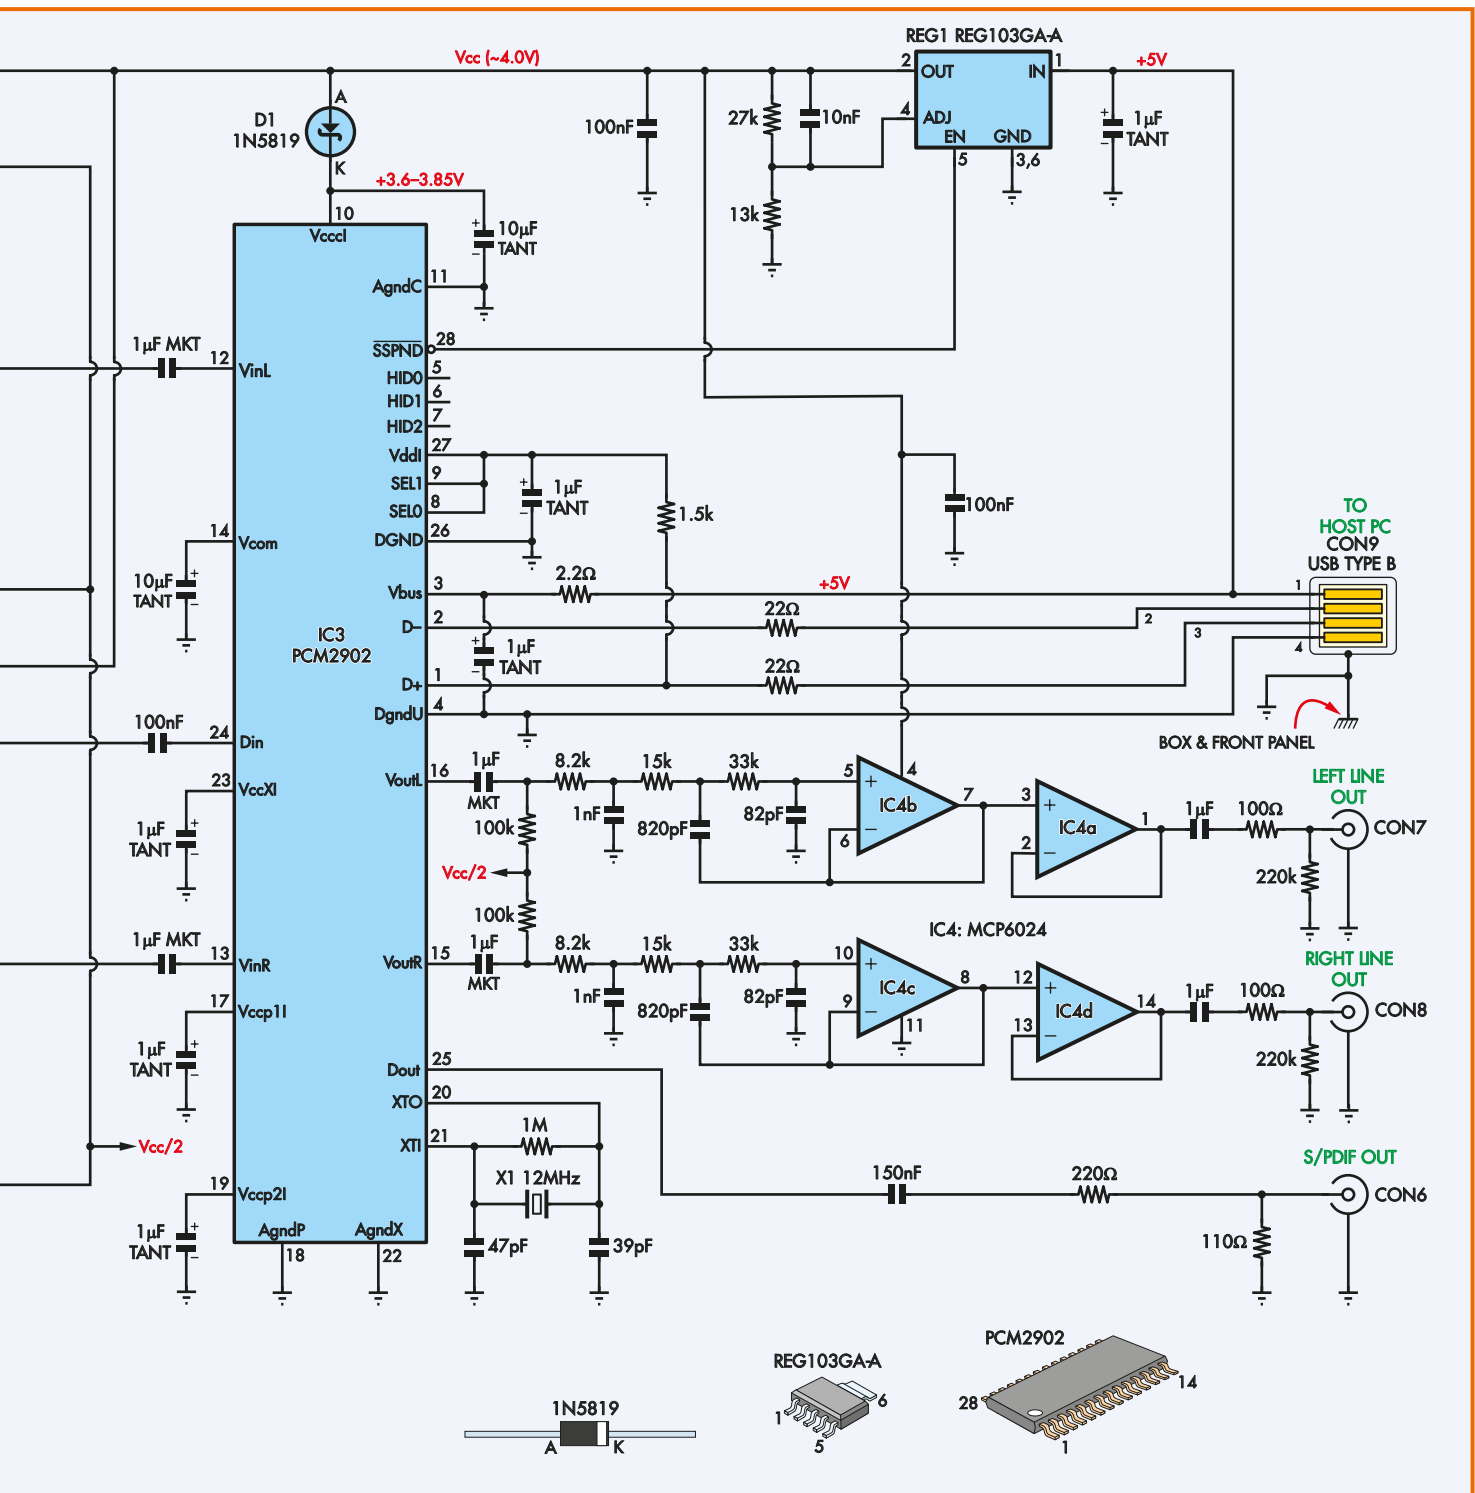 REG1 REG103GA-A
Vcc (~4.0V)
2
OUT
IN
1
+5V
A
D1
1N5819
K
100nF
27k
10nF
4
ADJ
EN
GND
5
3,6
+
1µF
TANT
–
+3.6–3.85V
13k
10
VcccI
+
10µF
TANT
–
AgndC
11
SSPND
28
1µF MKT
12
VinL
HID0
5
HID1
6
HID2
7
VddI
27
SEL1
9
SEL0
8
DGND
26
+
1µF
TANT
–
1.5k
100nF
TO
HOST PC
CON9
USB TYPE B
14
Vcom
10µF
TANT
+
–
Vbus
3
2.2Ω
+5V
1
D–
2
22Ω
2
3
4
IC3
PCM2902
+
1µF
TANT
–
D+
1
22Ω
DgndU
4
BOX & FRONT PANEL
100nF
24
Din
23
VccXI
1µF
TANT
+
–
VoutL
16
1µF
MKT
8.2k
15k
33k
1nF
820pF
82pF
100k
5
+
4
IC4b
6
–
7
3
+
IC4a
2
–
1
1µF
100Ω
LEFT LINE
OUT
CON7
220k
Vcc/2
100k
IC4: MCP6024
1µF MKT
13
VinR
VoutR
15
1µF
MKT
8.2k
15k
33k
1nF
820pF
82pF
10
+
IC4c
9
–
11
8
12
+
IC4d
13
–
14
1µF
100Ω
RIGHT LINE
OUT
CON8
220k
17
Vccp1I
1µF
TANT
+
–
Dout
25
XTO
20
XTI
21
1M
X1 12MHz
47pF
39pF
Vcc/2
19
Vccp2I
1µF
TANT
+
–
AgndP
18
AgndX
22
150nF
220Ω
S/PDIF OUT
CON6
110Ω
1N5819
A
K
REG103GA-A
1
5
6
PCM2902
28
14
1